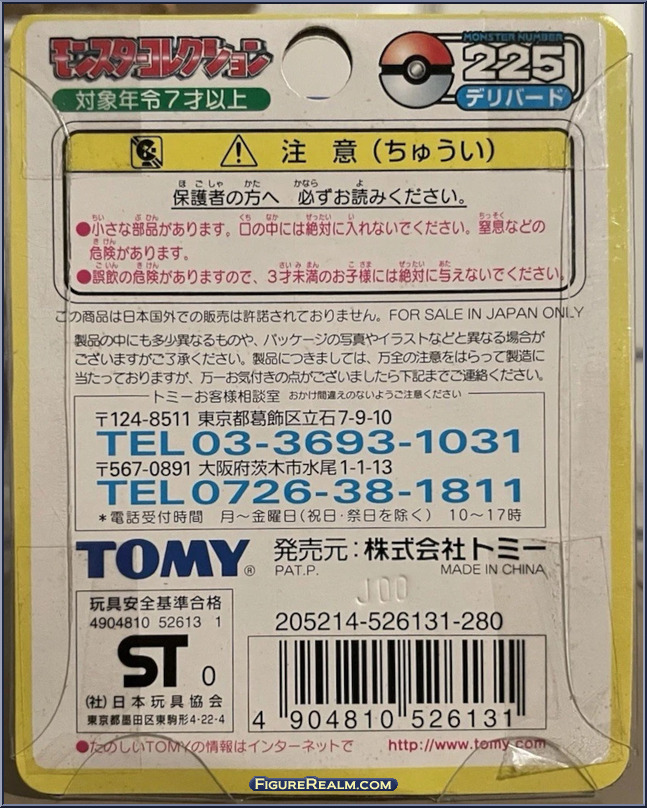 モンスターコレクション
MONSTER NUMBER
225
対象年令7才以上
デリバード
注 意(ちゅうい)
保護者の方へ 必ずお読みください。
●小さな部品があります。口の中には絶対に入れないでください。窒息などの
危険があります。
●誤飲の危険がありますので、3才未満のお子様には絶対に与えないでください。
この商品は日本国外での販売は許諾されておりません。FOR SALE IN JAPAN ONLY
製品の中にも多少異なるものや、パッケージの写真やイラストなどと異なる場合が
ございますがご了承ください。製品につきましては、万全の注意をはらって製造に
当たっておりますが、万一お気付きの点がございましたら下記までご連絡ください。
トミーお客様相談室 おかけ間違えのないようご注意ください
〒124-8511 東京都葛飾区立石7-9-10
TEL 03-3693-1031
〒567-0891 大阪府茨木市水尾1-1-13
TEL 0726-38-1811
*電話受付時間 月~金曜日(祝日・祭日を除く) 10~17時
TOMY® 発売元:株式会社トミー
PAT.P. MADE IN CHINA
J00
玩具安全基準合格
4904810 52613 1
ST 0
(社)日本玩具協会
東京都墨田区東駒形4-22-4
205214-526131-280
4 904810 526131
●たのしいTOMYの情報はインターネットで http://www.tomy.com
FIGUREREALM.COM